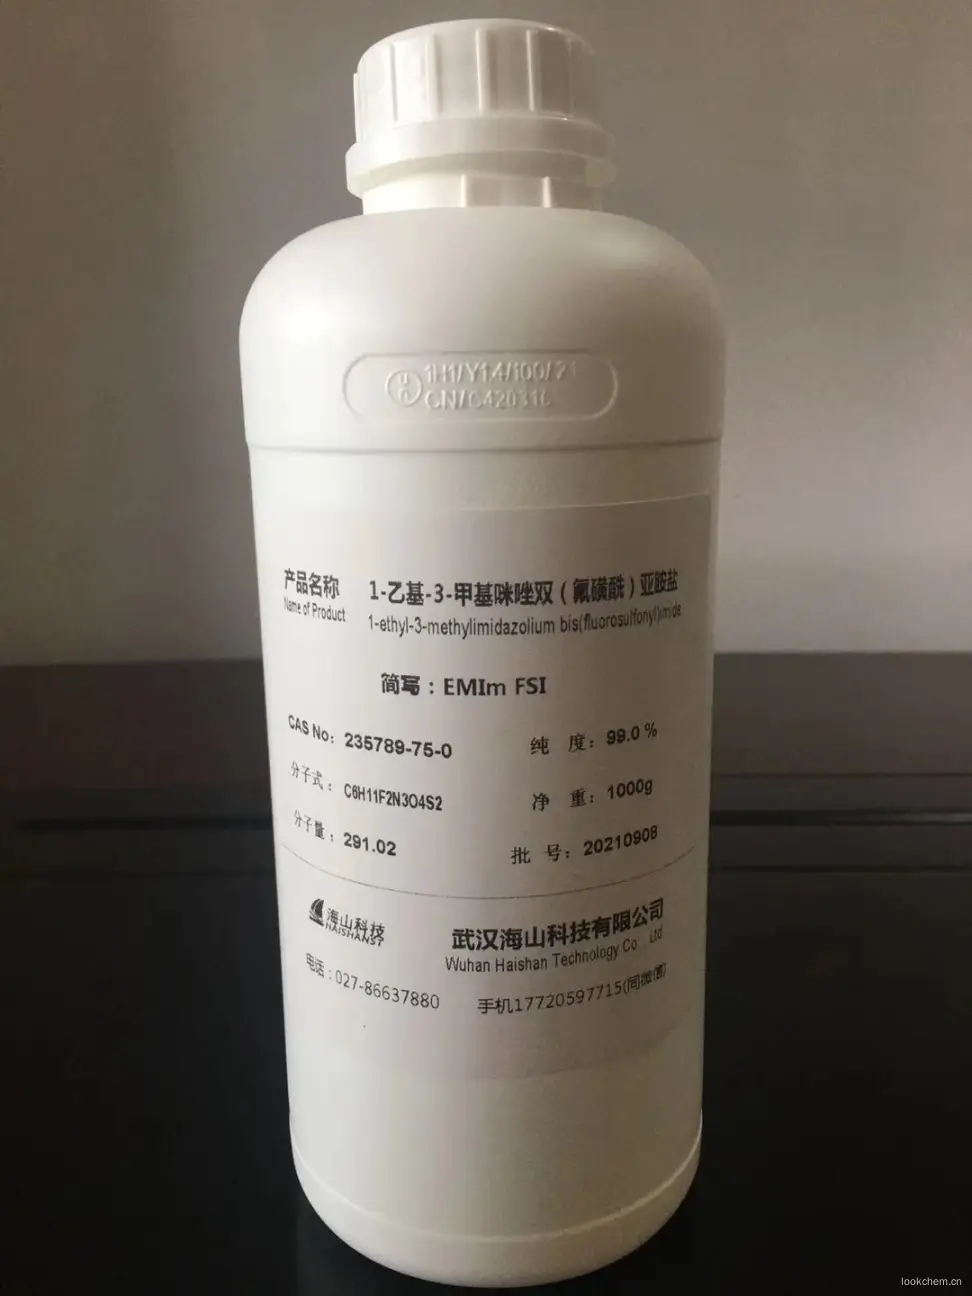 1H1/Y1.4/100/21
CN/C420316
产品名称 1-乙基-3-甲基咪唑双（氟磺酰）亚胺盐
Name of Product 1-ethyl-3-methylimidazolium bis(fluorosulfonyl)imide
简写：EMIm FSI
CAS No: 235789-75-0 纯 度：99.0 %
分子式：C6H11F2N3O4S2 净 重：1000g
分子量：291.02 批 号：20210908
海山科技 武汉海山科技有限公司
HAISHANST Wuhan Haishan Technology Co Ltd
电话：027-86637880 手机17720597715(同微信)
lookchem.cn